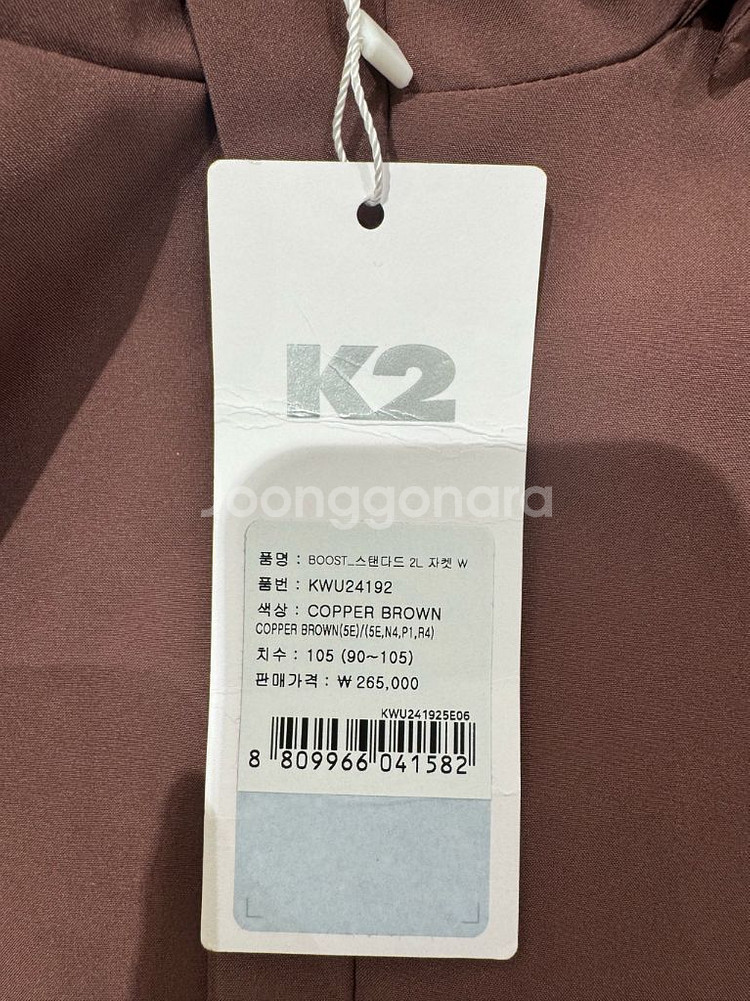 K2
Joonggonara
품명 : BOOST_스탠다드 2L 자켓 W
품번 : KWU24192
색상 : COPPER BROWN
COPPER BROWN(5E)/(5E,N4,P1,R4)
치수 : 105 (90~105)
판매가격 : ₩ 265,000
KWU241925E06
8 809966 041582